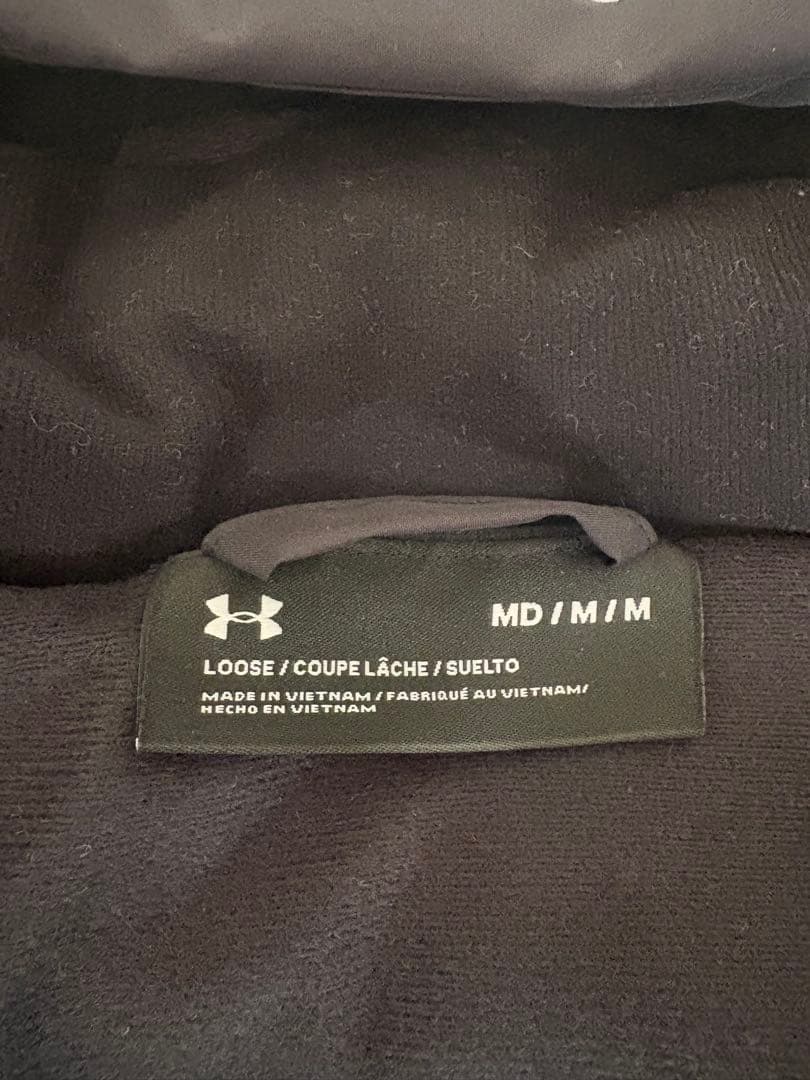 MD / M / M
LOOSE / COUPE LÂCHE / SUELTO
MADE IN VIETNAM / FABRIQUÉ AU VIETNAM/
HECHO EN VIETNAM